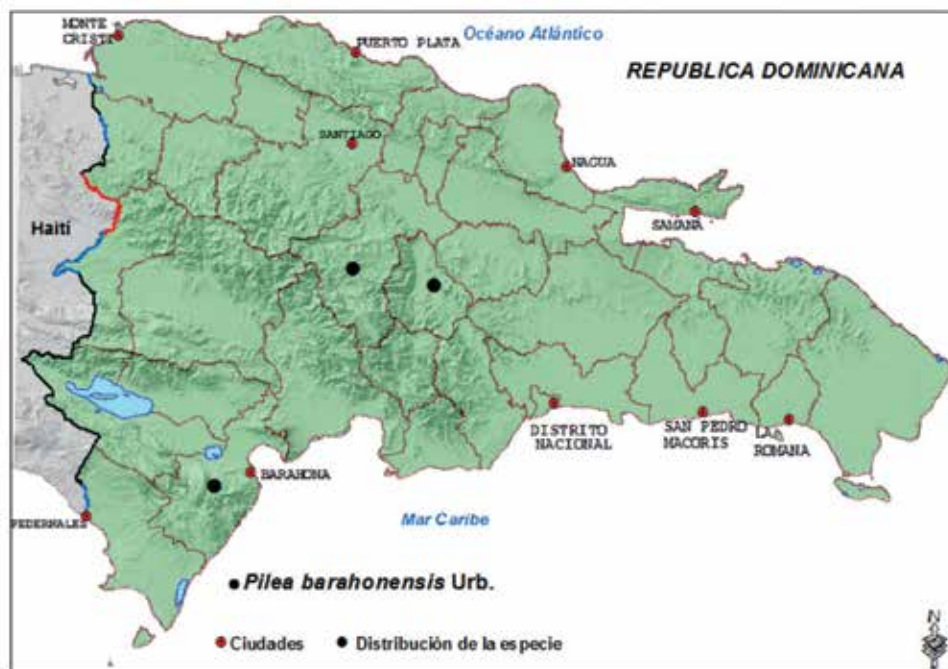 MONTE
CRISTI
PUERTO PLATA
Océano Atlántico
REPUBLICA DOMINICANA
SANTIAGO
NAGUA
SAMANÁ
Haití
DISTRITO
NACIONAL
SAN PEDRO
MACORIS
LA
ROMANA
BARAHONA
PEDERNALES
Mar Caribe
Pilea barahonensis Urb.
Ciudades
Distribución de la especie
N